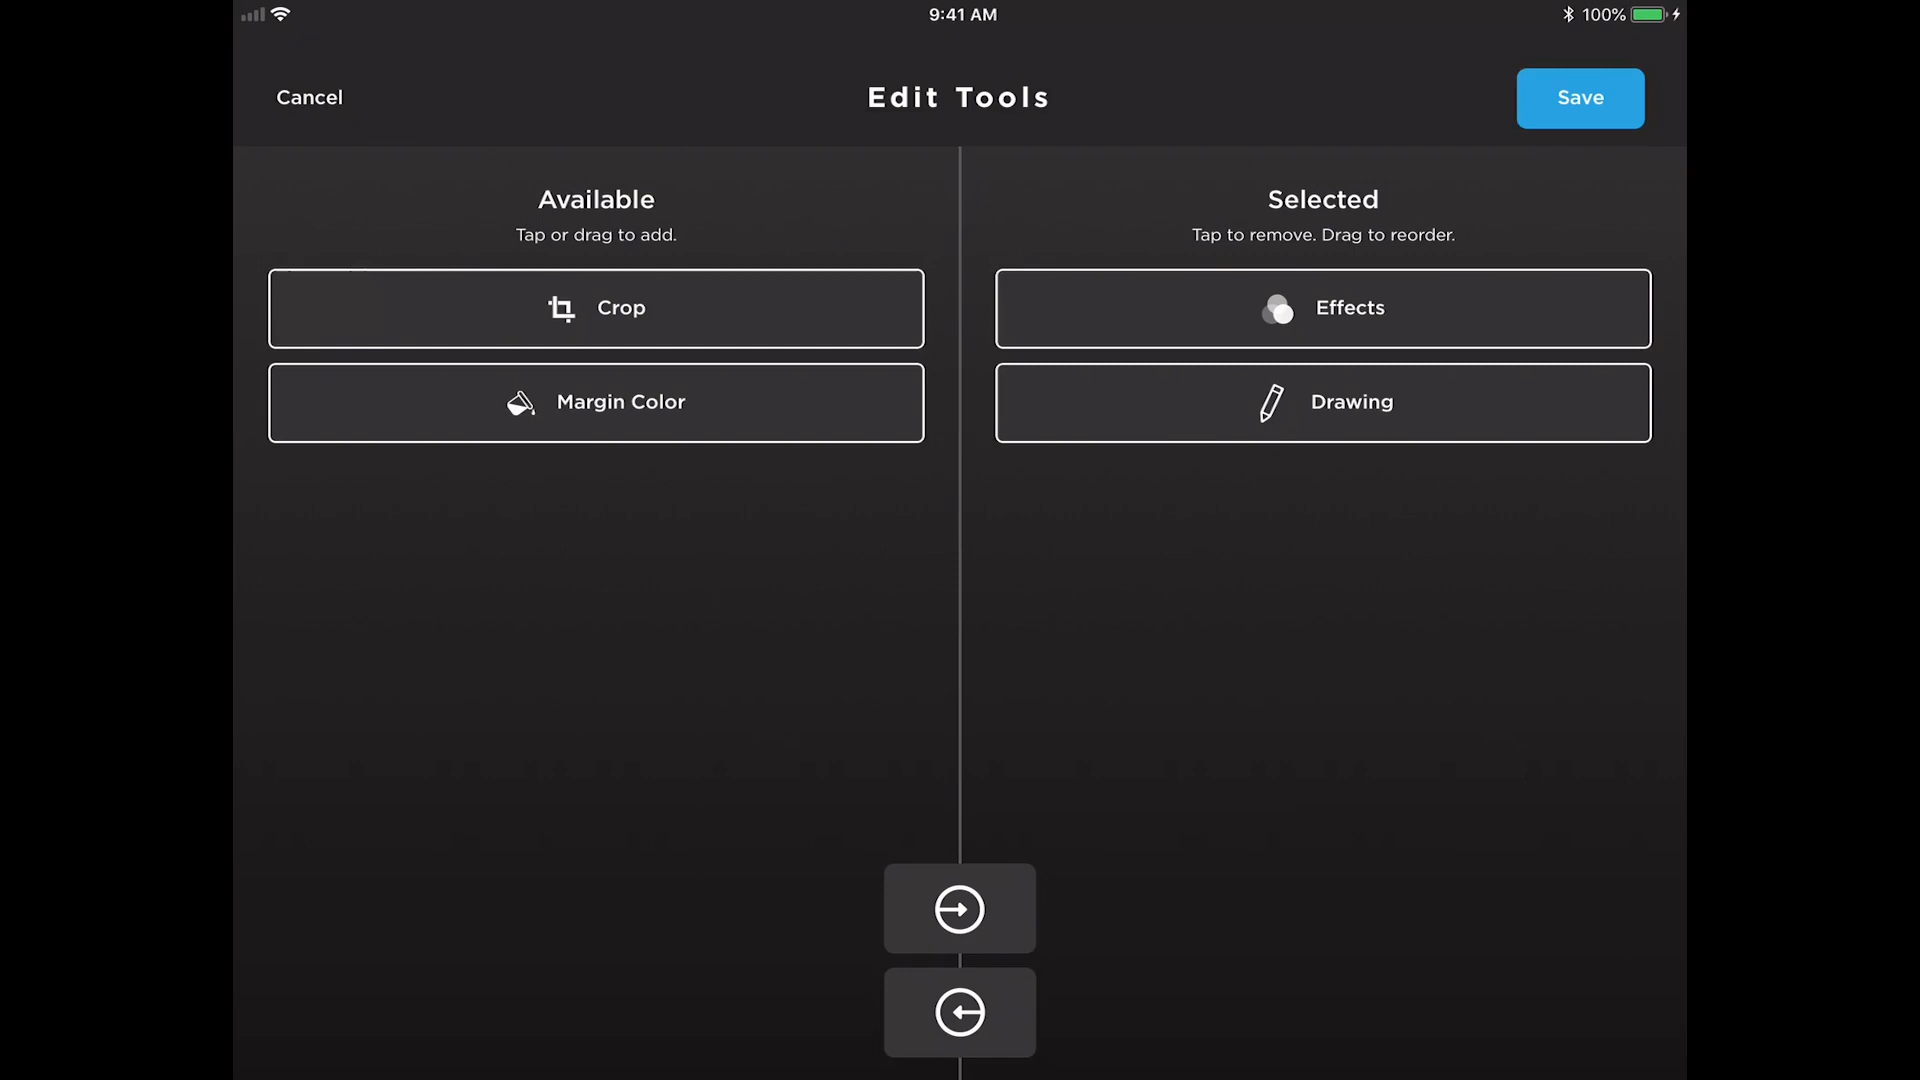 9:41 AM
100%
Cancel
Edit Tools
Save
Available
Tap or drag to add.
Crop
Margin Color
Selected
Tap to remove. Drag to reorder.
Effects
Drawing